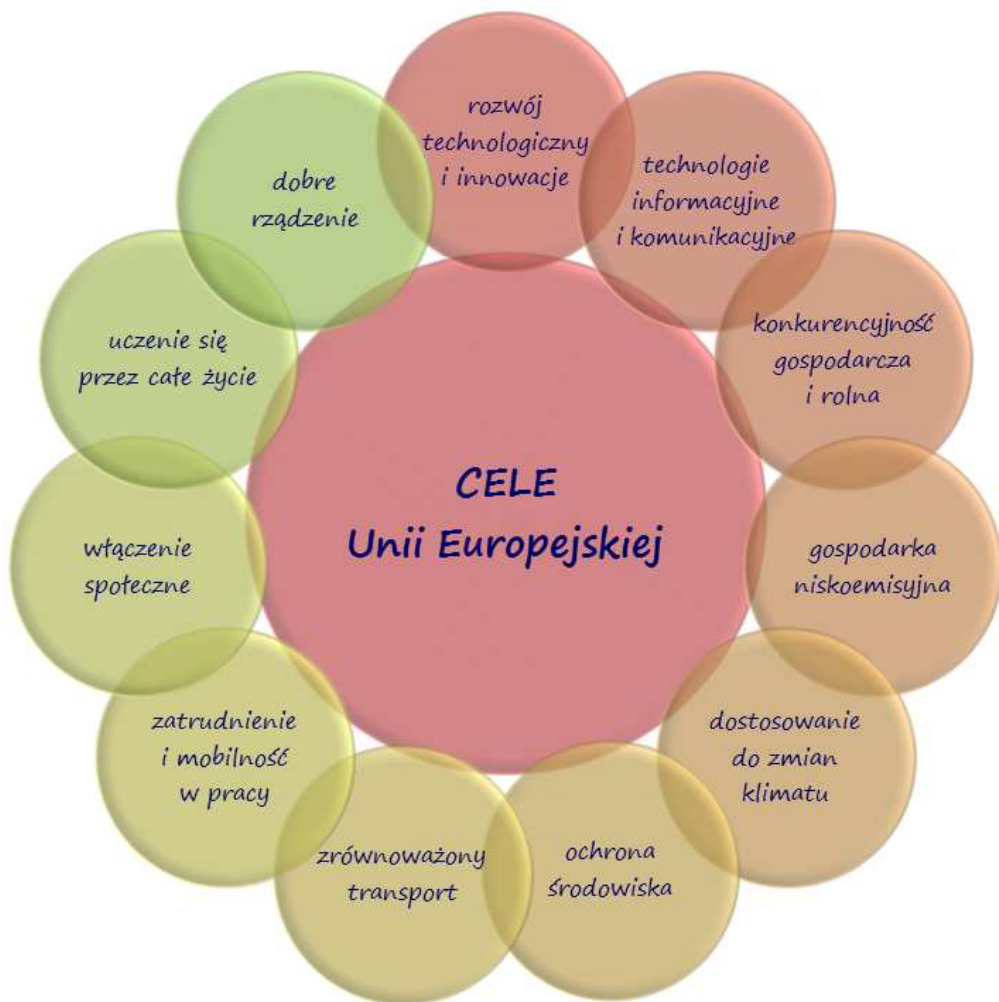 rozwój
technologiczny
i innowacje
technologie
informacyjne
i komunikacyjne
konkurencyjność
gospodarcza
i rolna
gospodarka
niskoemisyjna
dostosowanie
do zmian
klimatu
ochrona
środowiska
zrównoważony
transport
zatrudnienie
i mobilność
w pracy
włączenie
społeczne
uczenie się
przez całe życie
dobre
rządzenie
CELE
Unii Europejskiej